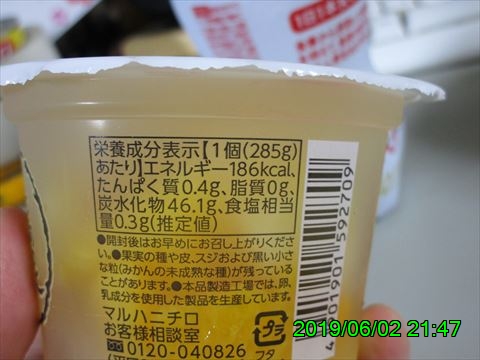 栄養成分表示【1個(285g)
あたり】エネルギー186kcal、
たんぱく質0.4g、脂質0g、
炭水化物46.1g、食塩相当
量0.3g(推定値)
●開封後はお早めにお召し上がりくださ
い。●果実の種や皮、スジおよび黒い小さ
な粒(みかんの未成熟な種)が残っている
ことがあります。●本品製造工場では、卵、
乳成分を使用した製品を生産しています。
マルハニチロ
お客様相談室
0120-040826
プラ
フタ
4 901901 592709
2019/06/02 21:47